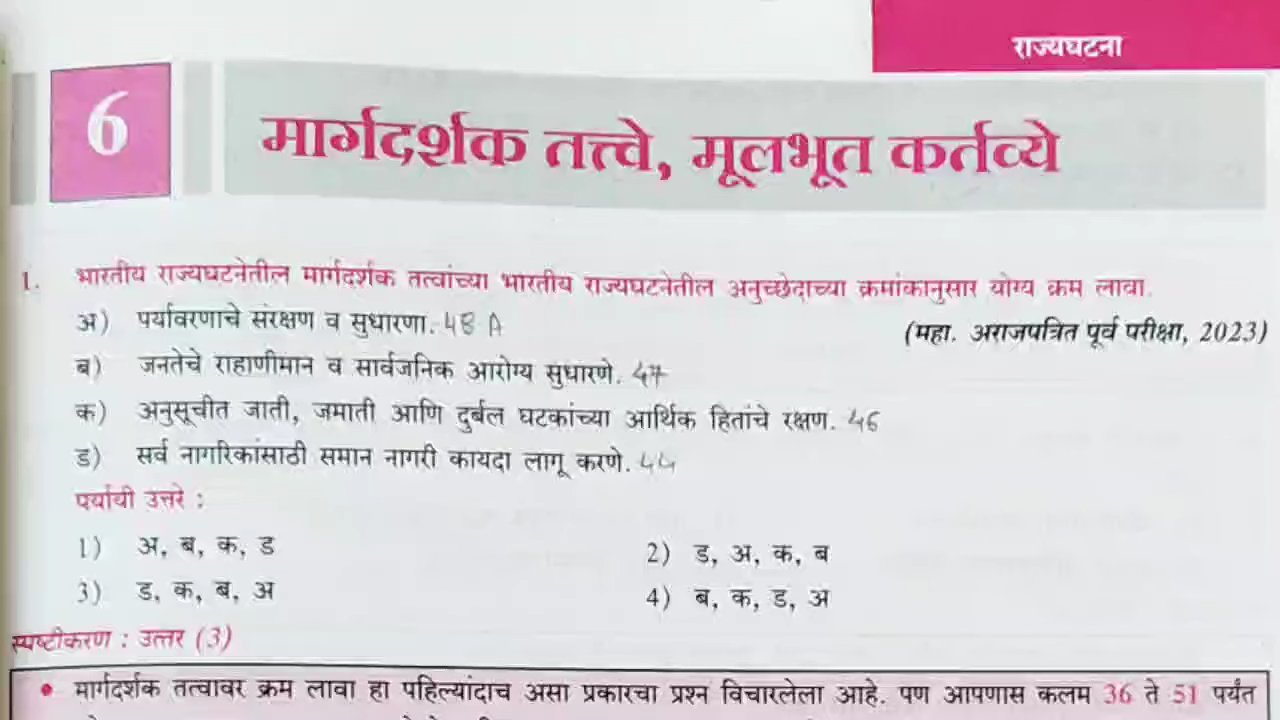 राज्यघटना
6
मार्गदर्शक तत्त्वे, मूलभूत कर्तव्ये
1. भारतीय राज्यघटनेतील मार्गदर्शक तत्वांच्या भारतीय राज्यघटनेतील अनुच्छेदाच्या क्रमांकानुसार योग्य क्रम लावा.
(महा. अराजपत्रित पूर्व परीक्षा, 2023)
अ) पर्यावरणाचे संरक्षण व सुधारणा. 48 A
ब) जनतेचे राहाणीमान व सार्वजनिक आरोग्य सुधारणे. 47
क) अनुसूचीत जाती, जमाती आणि दुर्बल घटकांच्या आर्थिक हितांचे रक्षण. 46
ड) सर्व नागरिकांसाठी समान नागरी कायदा लागू करणे. 44
पर्यायी उत्तरे :
1) अ, ब, क, ड 2) ड, अ, क, ब
3) ड, क, ब, अ 4) ब, क, ड, अ
स्पष्टीकरण : उत्तर (3)
• मार्गदर्शक तत्वावर क्रम लावा हा पहिल्यांदाच असा प्रकारचा प्रश्न विचारलेला आहे. पण आपणास कलम 36 ते 51 पर्यंत